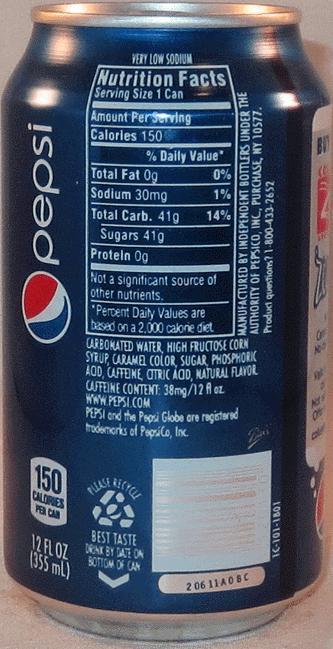 VERY LOW SODIUM
Nutrition Facts
Serving Size 1 Can
Amount Per Serving
Calories 150
% Daily Value*
Total Fat 0g 0%
Sodium 30mg 1%
Total Carb. 41g 14%
Sugars 41g
Protein 0g
Not a significant source of
other nutrients.
*Percent Daily Values are
based on a 2,000 calorie diet.
MANUFACTURED BY INDEPENDENT BOTTLERS UNDER THE
AUTHORITY OF PEPSICO, INC., PURCHASE, NY 10577.
Product questions? 1-800-433-2652
CARBONATED WATER, HIGH FRUCTOSE CORN
SYRUP, CARAMEL COLOR, SUGAR, PHOSPHORIC
ACID, CAFFEINE, CITRIC ACID, NATURAL FLAVOR
CAFFEINE CONTENT: 38mg/12 fl oz.
WWW.PEPSI.COM
PEPSI and the Pepsi Globe are registered
trademarks of PepsiCo, Inc.
pepsi
150
CALORIES
PER CAN
12 FL OZ
(355 mL)
PLEASE RECYCLE
BEST TASTE
DRINK BY DATE ON
BOTTOM OF CAN
TC-101-1801
20611A0BC